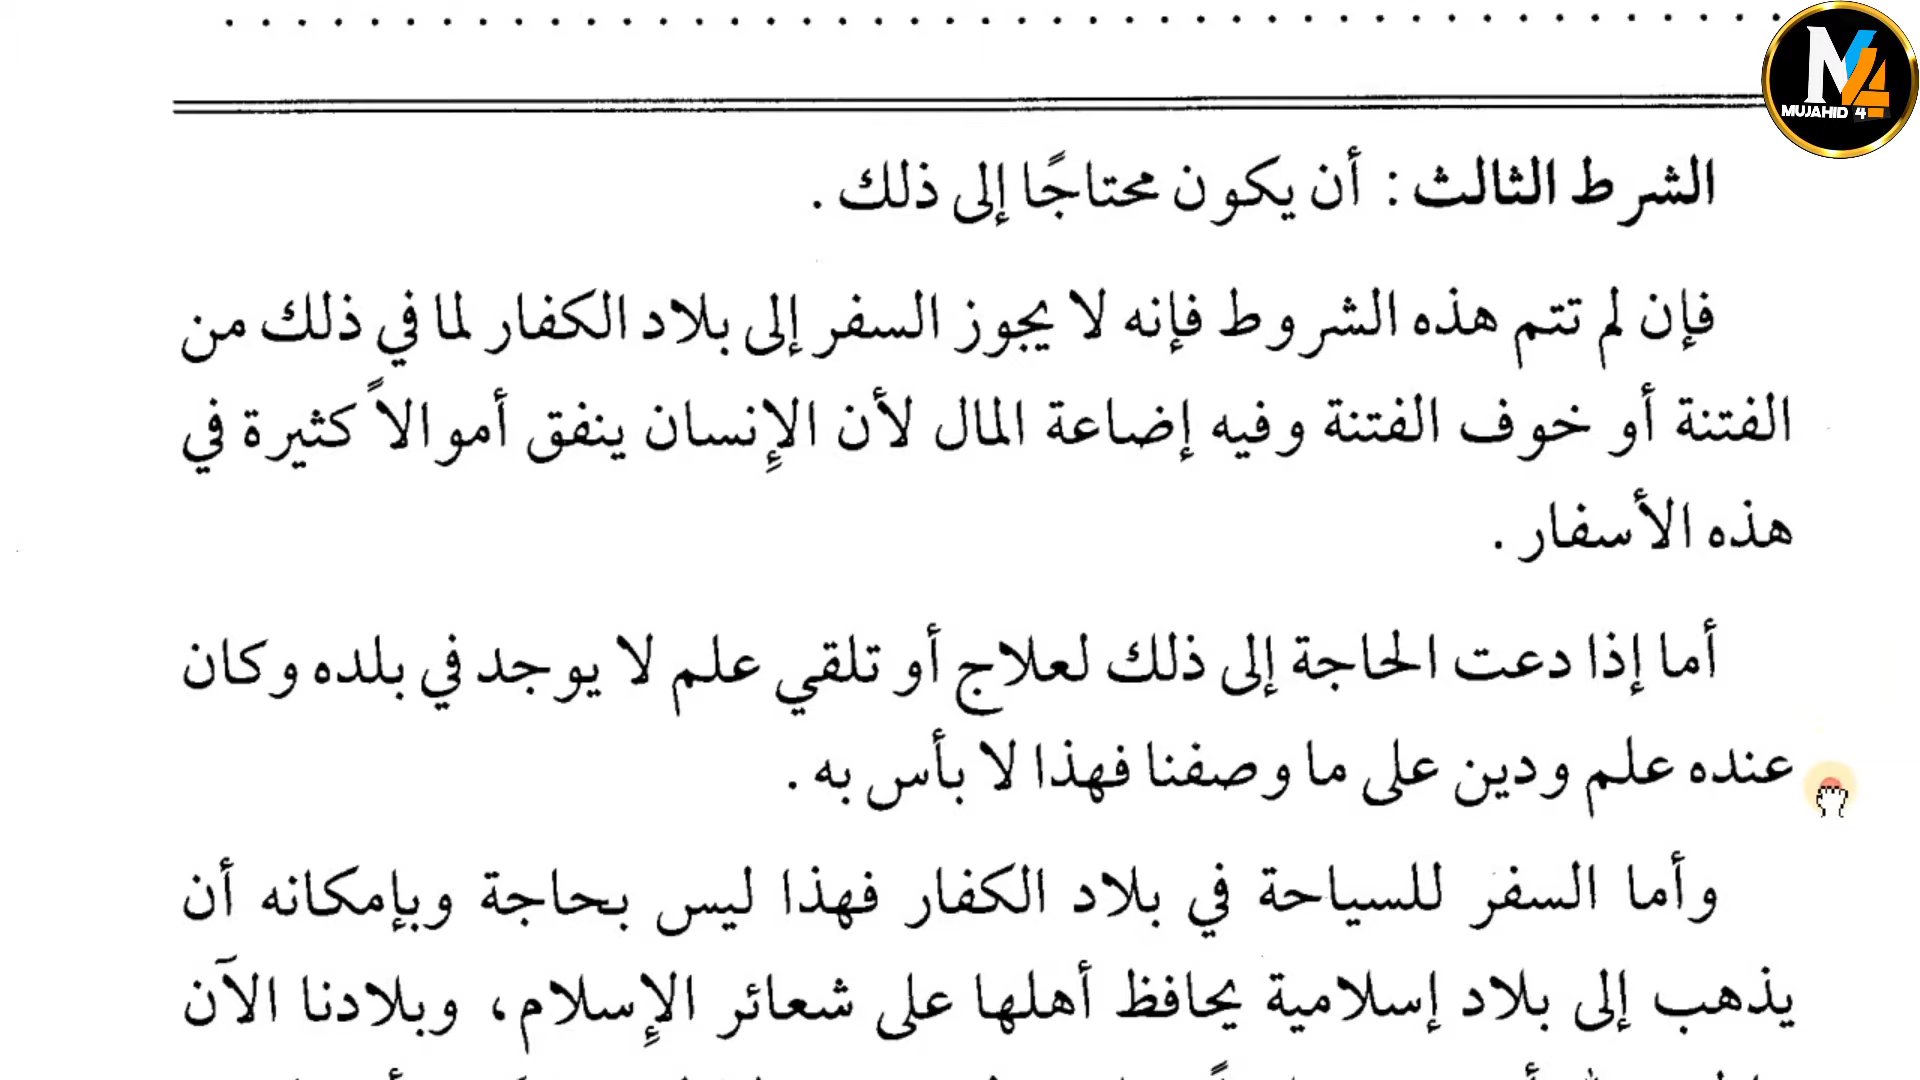 MUJAHID 4
الشرط الثالث : أن يكون محتاجًا إلى ذلك .
فإن لم تتم هذه الشروط فإنه لا يجوز السفر إلى بلاد الكفار لما في ذلك من
الفتنة أو خوف الفتنة وفيه إضاعة المال لأن الإِنسان ينفق أموالاً كثيرة في
هذه الأسفار .
أما إذا دعت الحاجة إلى ذلك لعلاج أو تلقي علم لا يوجد في بلده وكان
عنده علم ودين على ما وصفنا فهذا لا بأس به .
وأما السفر للسياحة في بلاد الكفار فهذا ليس بحاجة وبإمكانه أن
يذهب إلى بلاد إسلامية يحافظ أهلها على شعائر الإِسلام، وبلادنا الآن